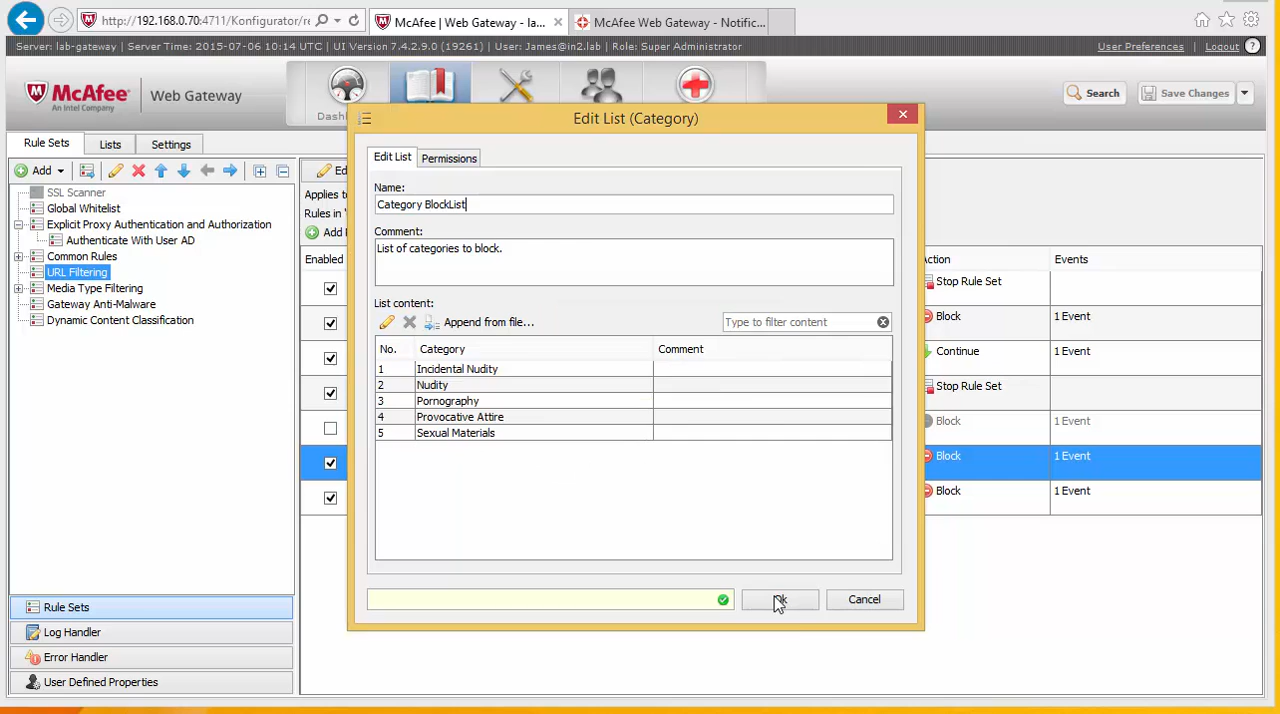 http://192.168.0.70:4711/Konfigurator/re
McAfee | Web Gateway - la...
McAfee Web Gateway - Notific...
Server: lab-gateway | Server Time: 2015-07-06 10:14 UTC | UI Version 7.4.2.9.0 (19261) | User: James@in2.lab | Role: Super Administrator
User Preferences | Logout ?
McAfee
An Intel Company
Web Gateway
Search
Save Changes
Edit List (Category)
Rule Sets
Lists
Settings
Add
SSL Scanner
Global Whitelist
Explicit Proxy Authentication and Authorization
Authenticate With User AD
Common Rules
URL Filtering
Media Type Filtering
Gateway Anti-Malware
Dynamic Content Classification
Rule Sets
Log Handler
Error Handler
User Defined Properties
Applies to
Rules in '
Enabled
Edit List
Permissions
Name:
Category BlockList
Comment:
List of categories to block.
List content:
Append from file...
Type to filter content
No. Category Comment
1 Incidental Nudity
2 Nudity
3 Pornography
4 Provocative Attire
5 Sexual Materials
Cancel
Events
Stop Rule Set
Block 1 Event
Continue 1 Event
Stop Rule Set
Block 1 Event
Block 1 Event
Block 1 Event